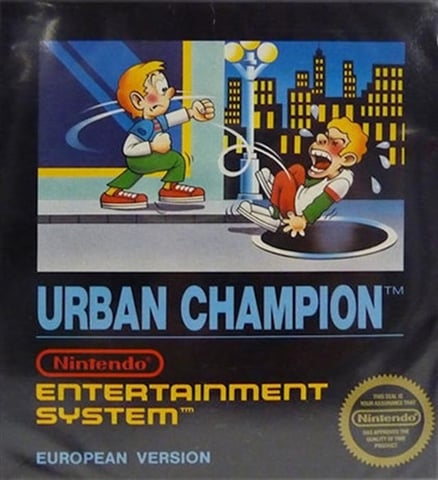 URBAN CHAMPION™
Nintendo®
ENTERTAINMENT
SYSTEM™
EUROPEAN VERSION
THIS SEAL IS
YOUR ASSURANCE THAT
Nintendo
HAS APPROVED THE
QUALITY OF THIS
PRODUCT